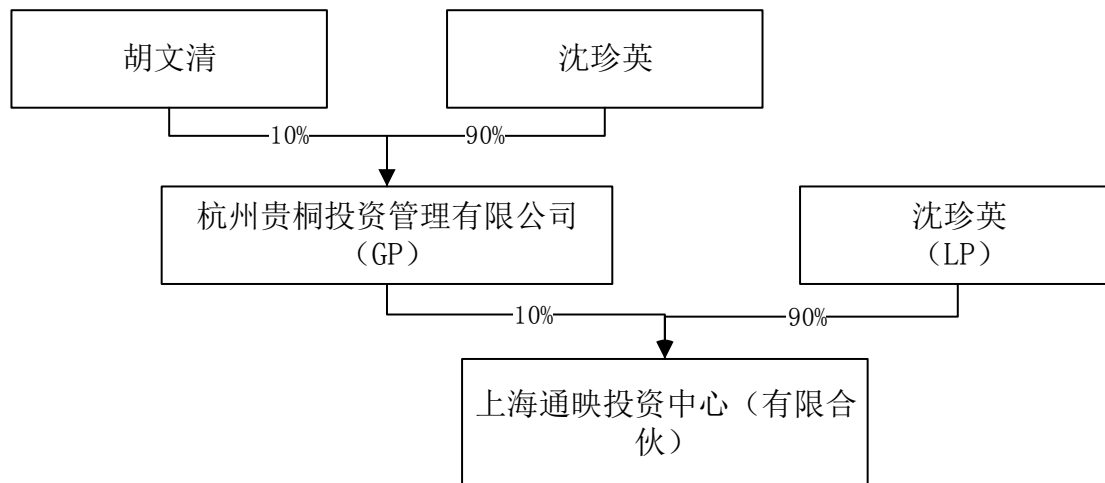 胡文清
沈珍英
10%
90%
杭州贵桐投资管理有限公司
（GP）
沈珍英
（LP）
10%
90%
上海通映投资中心（有限合
伙）